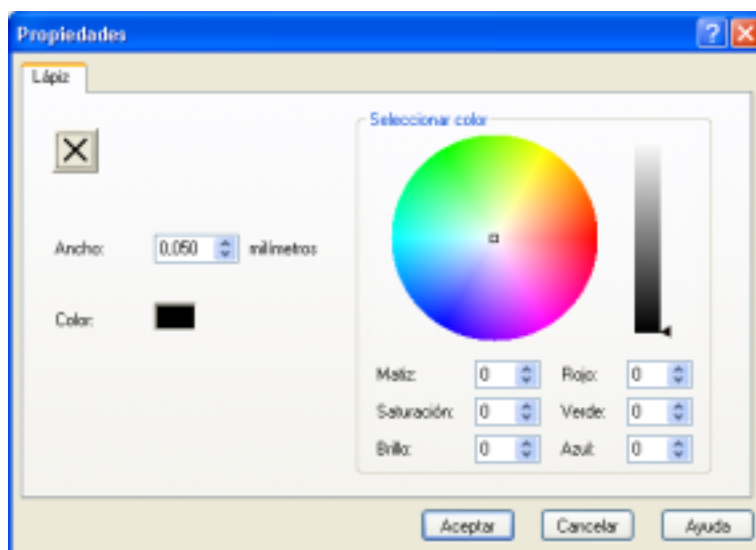 Propiedades
Lápiz
Seleccionar color
Ancho: 0,050 milímetros
Color:
Matiz: 0 Rojo: 0
Saturación: 0 Verde: 0
Brillo: 0 Azul: 0
Aceptar Cancelar Ayuda